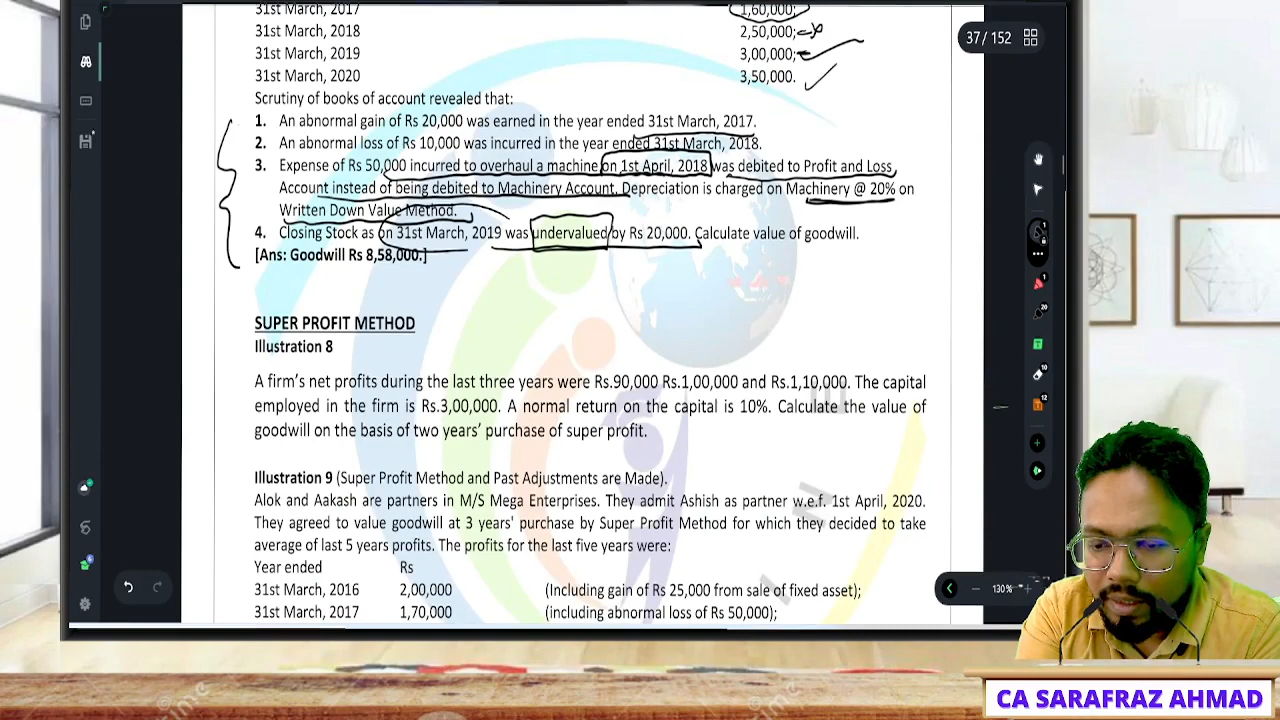 31st March, 2017 1,60,000;
31st March, 2018 2,50,000;
31st March, 2019 3,00,000;
31st March, 2020 3,50,000.
Scrutiny of books of account revealed that:
1. An abnormal gain of Rs 20,000 was earned in the year ended 31st March, 2017.
2. An abnormal loss of Rs 10,000 was incurred in the year ended 31st March, 2018.
3. Expense of Rs 50,000 incurred to overhaul a machine on 1st April, 2018 was debited to Profit and Loss
Account instead of being debited to Machinery Account. Depreciation is charged on Machinery @ 20% on
Written Down Value Method.
4. Closing Stock as on 31st March, 2019 was undervalued by Rs 20,000. Calculate value of goodwill.
[Ans: Goodwill Rs 8,58,000.]
SUPER PROFIT METHOD
Illustration 8
A firm's net profits during the last three years were Rs.90,000 Rs.1,00,000 and Rs.1,10,000. The capital
employed in the firm is Rs.3,00,000. A normal return on the capital is 10%. Calculate the value of
goodwill on the basis of two years' purchase of super profit.
Illustration 9 (Super Profit Method and Past Adjustments are Made).
Alok and Aakash are partners in M/S Mega Enterprises. They admit Ashish as partner w.e.f. 1st April, 2020.
They agreed to value goodwill at 3 years' purchase by Super Profit Method for which they decided to take
average of last 5 years profits. The profits for the last five years were:
Year ended Rs
31st March, 2016 2,00,000 (Including gain of Rs 25,000 from sale of fixed asset);
31st March, 2017 1,70,000 (including abnormal loss of Rs 50,000);
37 / 152
130%
CA SARAFRAZ AHMAD